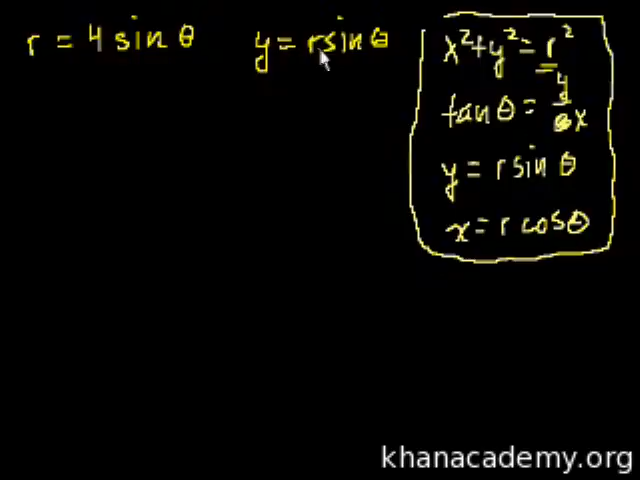 r = 4 sin θ
y = r sin θ
x² + y² = r²
tan θ = y/x
y = r sin θ
x = r cos θ
khanacademy.org